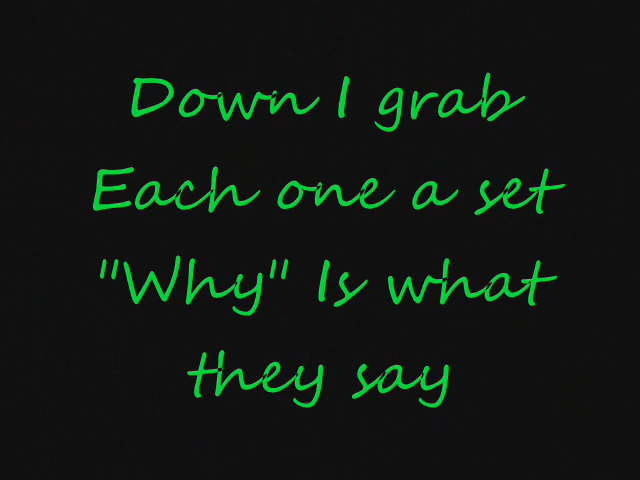 Down I grab
Each one a set
"Why" Is what
they say